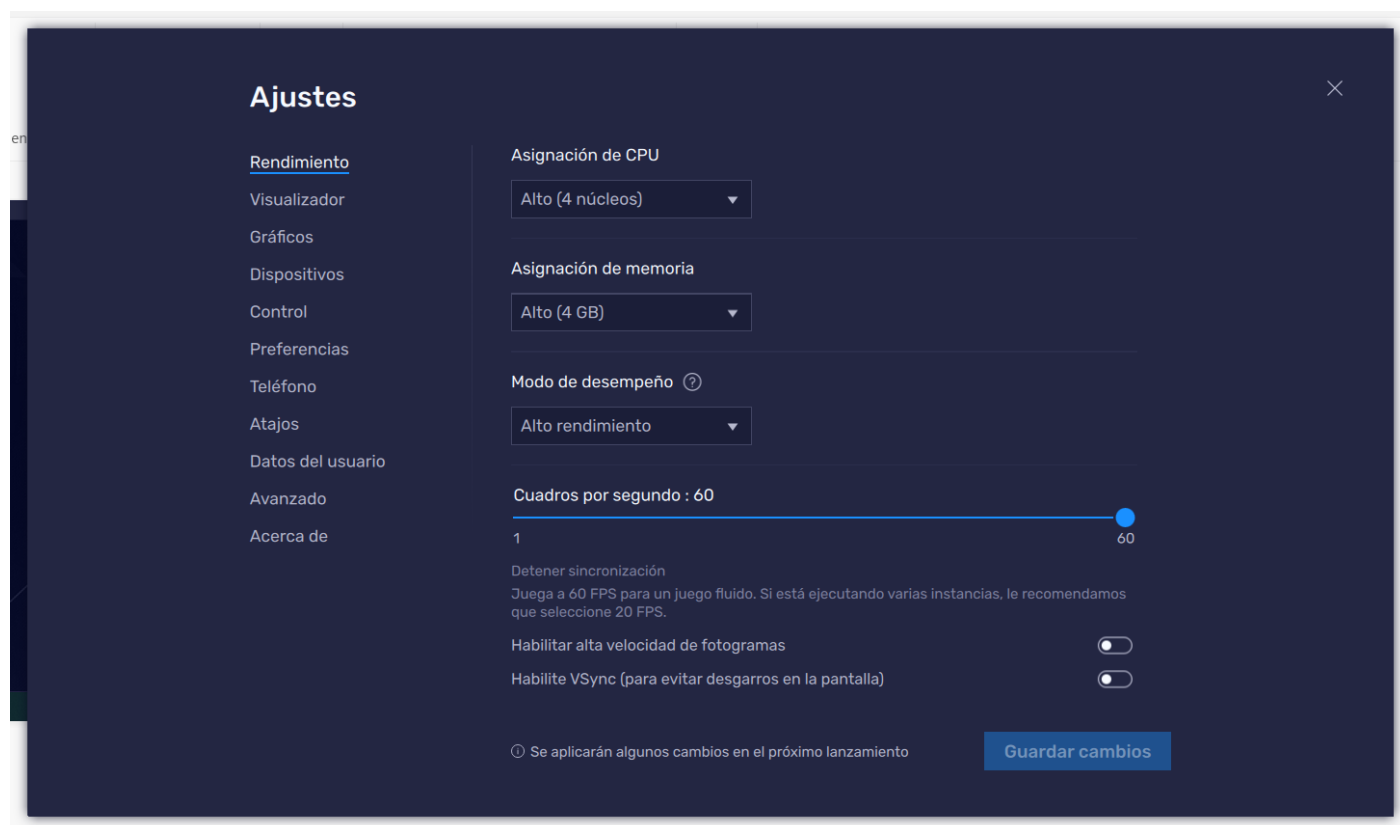 Ajustes
en
Rendimiento
Visualizador
Gráficos
Dispositivos
Control
Preferencias
Teléfono
Atajos
Datos del usuario
Avanzado
Acerca de
Asignación de CPU
Alto (4 núcleos)
Asignación de memoria
Alto (4 GB)
Modo de desempeño ?
Alto rendimiento
Cuadros por segundo : 60
1 60
Detener sincronización
Juega a 60 FPS para un juego fluido. Si está ejecutando varias instancias, le recomendamos
que seleccione 20 FPS.
Habilitar alta velocidad de fotogramas
Habilite VSync (para evitar desgarros en la pantalla)
Se aplicarán algunos cambios en el próximo lanzamiento
Guardar cambios